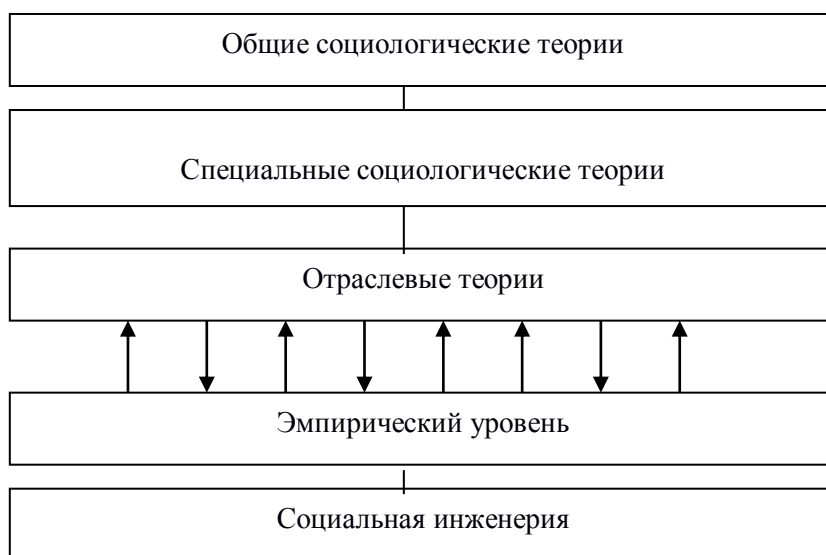 Общие социологические теории
Специальные социологические теории
Отраслевые теории
Эмпирический уровень
Социальная инженерия